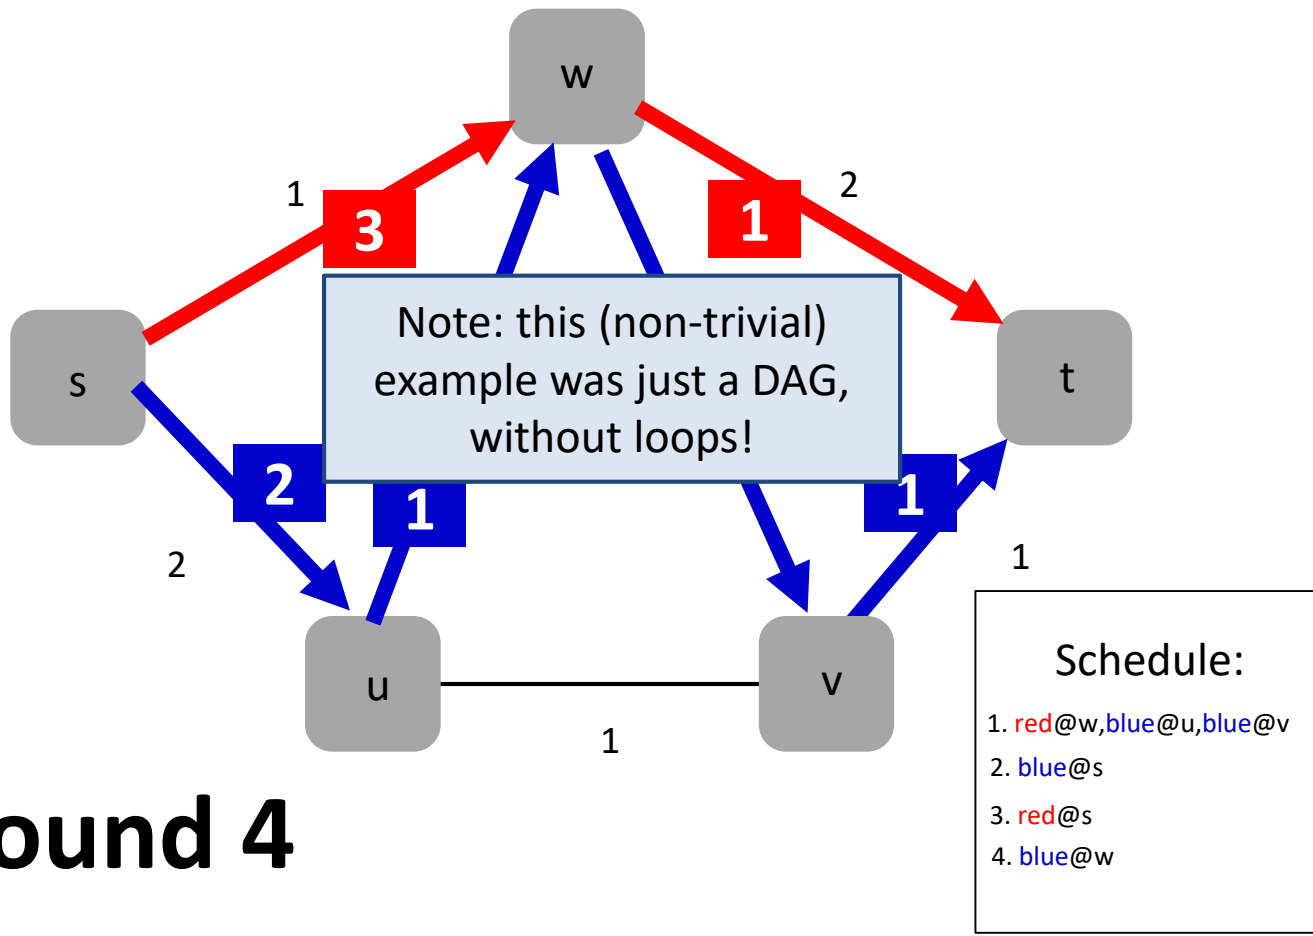 w
1
2
3
1
Note: this (non-trivial)
example was just a DAG,
without loops!
s
t
2
1
1
2
1
u
v
1
Schedule:
1. red@w,blue@u,blue@v
2. blue@s
3. red@s
4. blue@w
ound 4